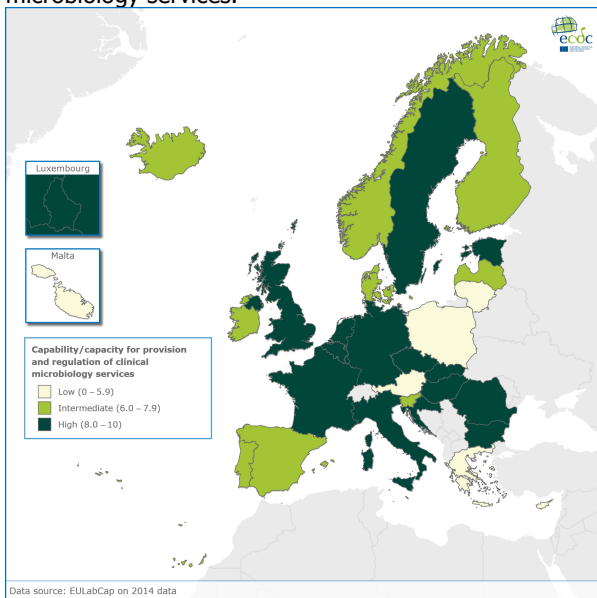 microbiology services.
ecdc
Luxembourg
Malta
Capability/capacity for provision
and regulation of clinical
microbiology services
Low (0 – 5.9)
Intermediate (6.0 – 7.9)
High (8.0 – 10)
Data source: EULabCap on 2014 data